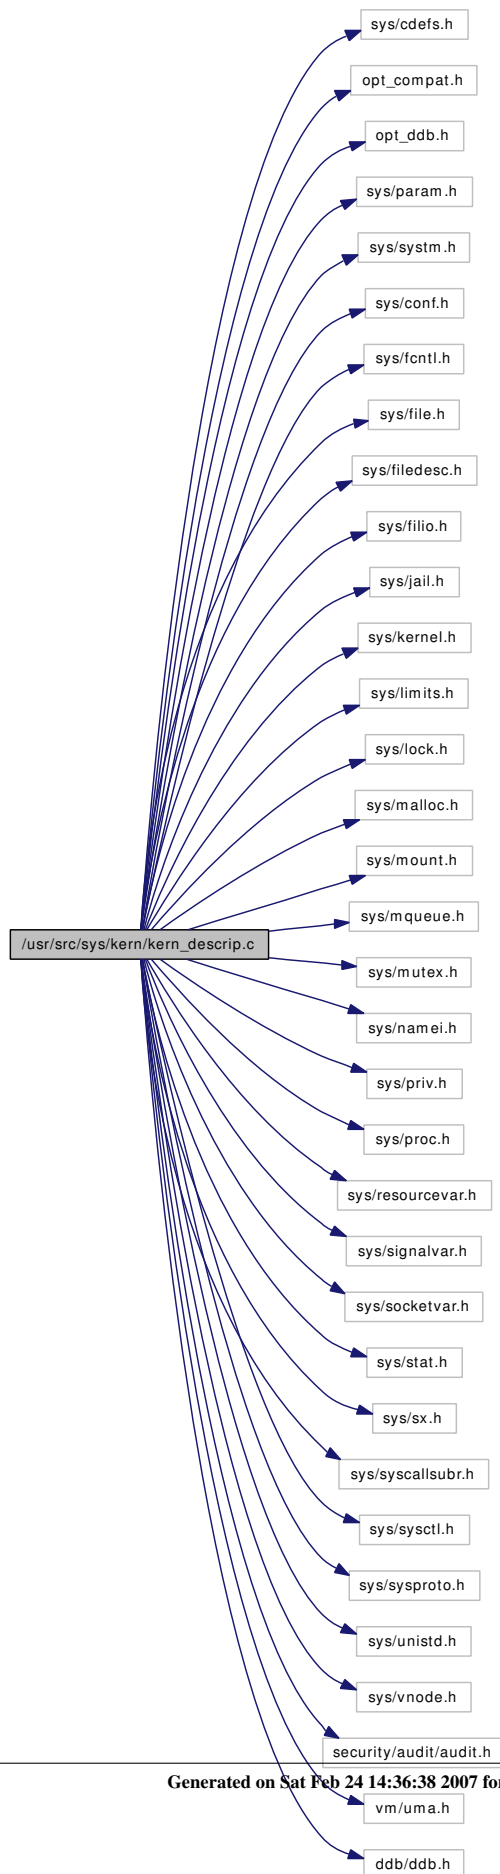 sys/cdefs.h
opt_compat.h
opt_ddb.h
sys/param.h
sys/systm.h
sys/conf.h
sys/fcntl.h
sys/file.h
sys/filedesc.h
sys/filio.h
sys/jail.h
sys/kernel.h
sys/limits.h
sys/lock.h
sys/malloc.h
sys/mount.h
sys/mqueue.h
/usr/src/sys/kern/kern_descrip.c
sys/mutex.h
sys/namei.h
sys/priv.h
sys/proc.h
sys/resourcevar.h
sys/signalvar.h
sys/socketvar.h
sys/stat.h
sys/sx.h
sys/syscallsubr.h
sys/sysctl.h
sys/sysproto.h
sys/unistd.h
sys/vnode.h
security/audit/audit.h
Generated on Sat Feb 24 14:36:38 2007 for
vm/uma.h
ddb/ddb.h